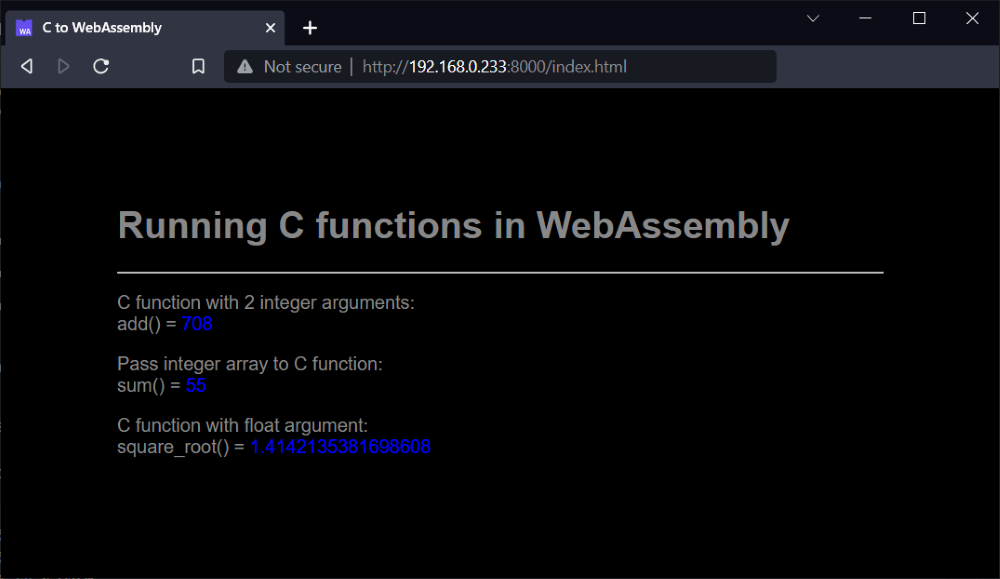 C to WebAssembly
Not secure | http://192.168.0.233:8000/index.html
Running C functions in WebAssembly
C function with 2 integer arguments:
add() = 708
Pass integer array to C function:
sum() = 55
C function with float argument:
square_root() = 1.4142135381698608